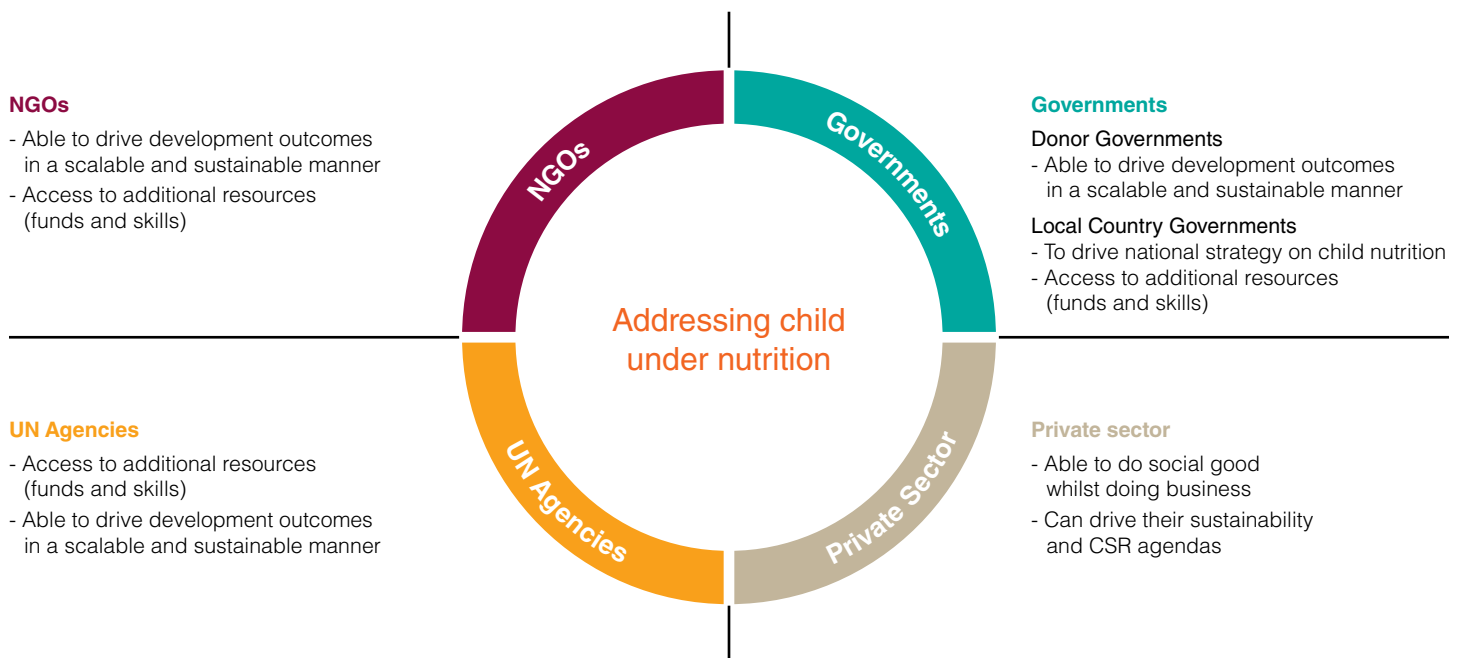 NGOs
- Able to drive development outcomes
in a scalable and sustainable manner
- Access to additional resources
(funds and skills)
Governments
Donor Governments
- Able to drive development outcomes
in a scalable and sustainable manner
Local Country Governments
- To drive national strategy on child nutrition
- Access to additional resources
(funds and skills)
NGOs
Governments
Addressing child
under nutrition
UN Agencies
Private Sector
UN Agencies
- Access to additional resources
(funds and skills)
- Able to drive development outcomes
in a scalable and sustainable manner
Private sector
- Able to do social good
whilst doing business
- Can drive their sustainability
and CSR agendas